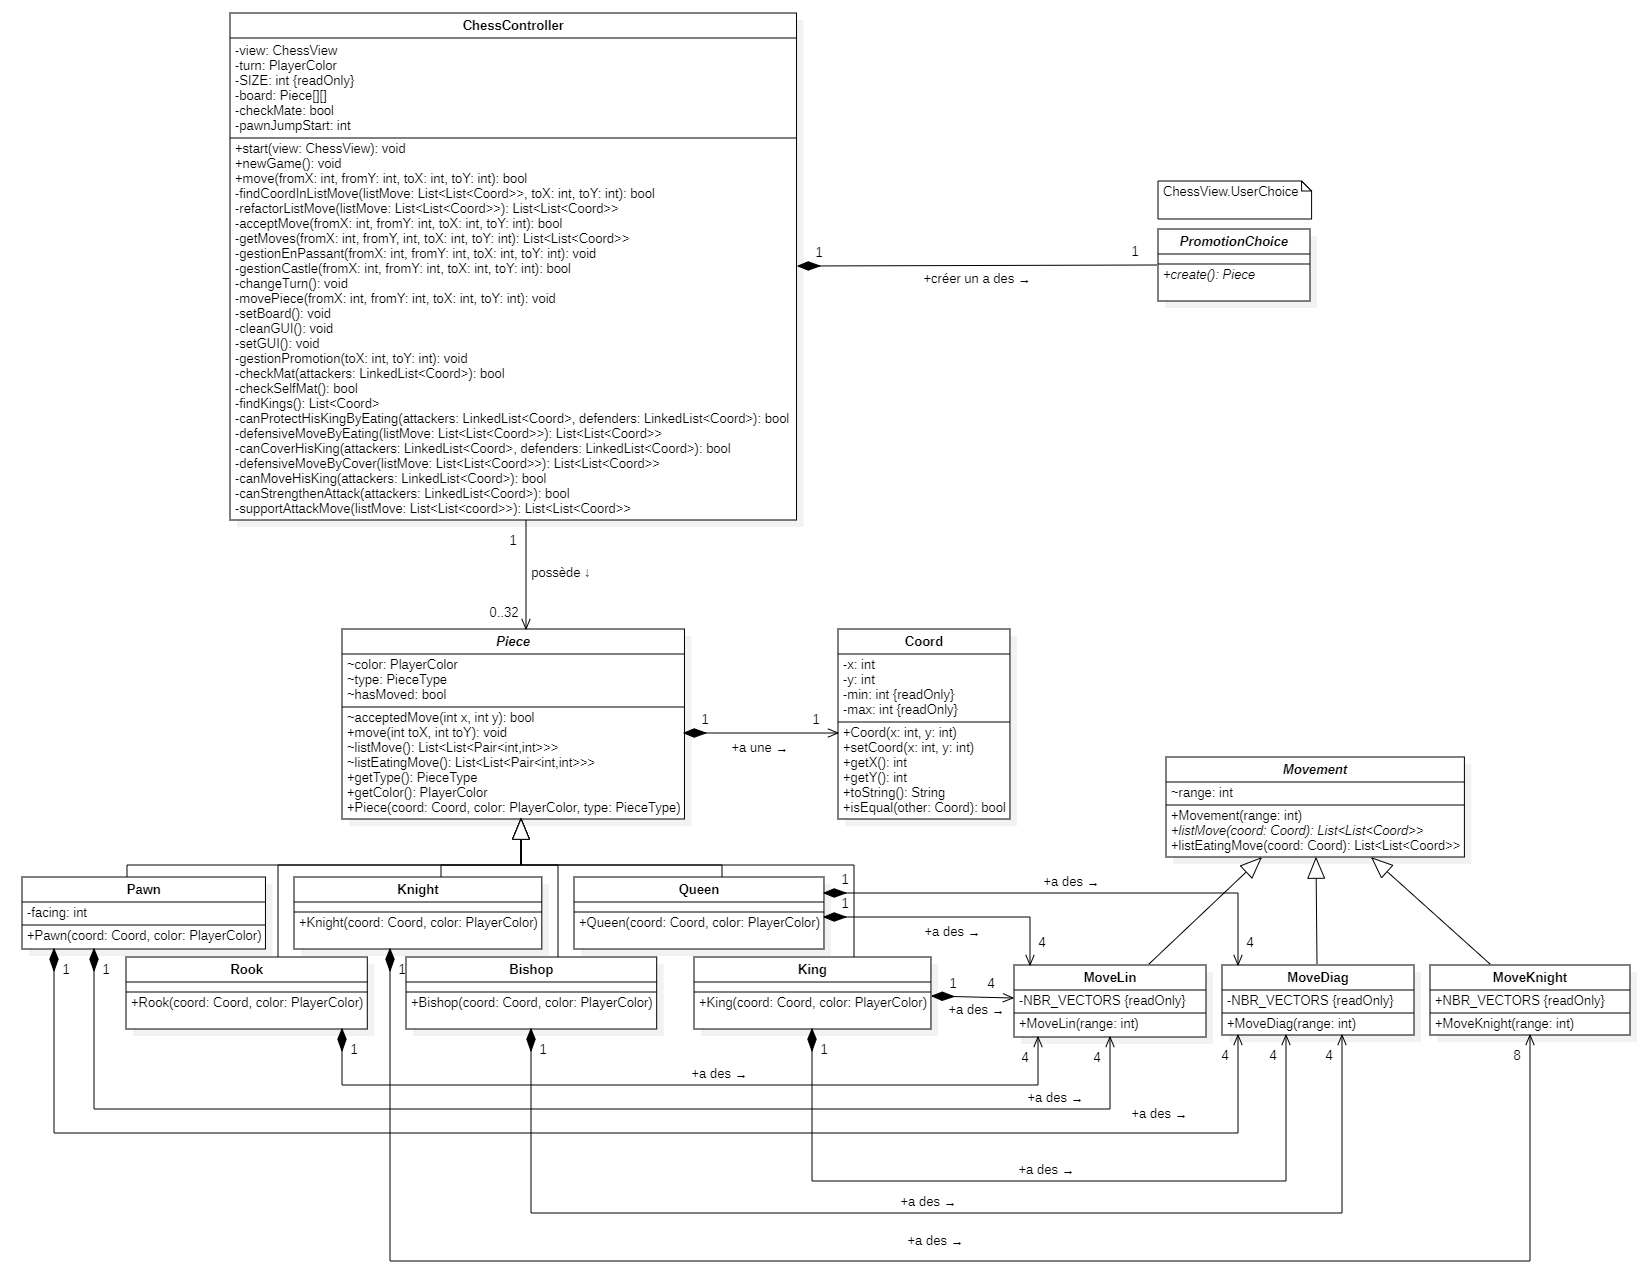 ChessController
-view: ChessView
-turn: PlayerColor
-SIZE: int {readOnly}
-board: Piece[][]
-checkMate: bool
-pawnJumpStart: int
+start(view: ChessView): void
+newGame(): void
+move(fromX: int, fromY: int, toX: int, toY: int): bool
-findCoordInListMove(listMove: List<List<Coord>>, toX: int, toY: int): bool
-refactorListMove(listMove: List<List<Coord>>): List<List<Coord>>
-acceptMove(fromX: int, fromY: int, toX: int, toY: int): bool
-getMoves(fromX: int, fromY, int, toX: int, toY: int): List<List<Coord>>
-gestionEnPassant(fromX: int, fromY: int, toX: int, toY: int): void
-gestionCastle(fromX: int, fromY: int, toX: int, toY: int): bool
-changeTurn(): void
-movePiece(fromX: int, fromY: int, toX: int, toY: int): void
-setBoard(): void
-cleanGUI(): void
-setGUI(): void
-gestionPromotion(toX: int, toY: int): void
-checkMat(attackers: LinkedList<Coord>): bool
-checkSelfMat(): bool
-findKings(): List<Coord>
-canProtectHisKingByEating(attackers: LinkedList<Coord>, defenders: LinkedList<Coord>): bool
-defensiveMoveByEating(listMove: List<List<Coord>>): List<List<Coord>>
-canCoverHisKing(attackers: LinkedList<Coord>, defenders: LinkedList<Coord>): bool
-defensiveMoveByCover(listMove: List<List<Coord>>): List<List<Coord>>
-canMoveHisKing(attackers: LinkedList<Coord>): bool
-canStrengthenAttack(attackers: LinkedList<Coord>): bool
-supportAttackMove(listMove: List<List<coord>>): List<List<Coord>>
1
1
+créer un a des →
ChessView.UserChoice
PromotionChoice
+create(): Piece
1
possède ↓
0..32
Piece
~color: PlayerColor
~type: PieceType
~hasMoved: bool
~acceptedMove(int x, int y): bool
+move(int toX, int toY): void
~listMove(): List<List<Pair<int,int>>>
~listEatingMove(): List<List<Pair<int,int>>>
+getType(): PieceType
+getColor(): PlayerColor
+Piece(coord: Coord, color: PlayerColor, type: PieceType)
1
1
+a une →
Coord
-x: int
-y: int
-min: int {readOnly}
-max: int {readOnly}
+Coord(x: int, y: int)
+setCoord(x: int, y: int)
+getX(): int
+getY(): int
+toString(): String
+isEqual(other: Coord): bool
Movement
~range: int
+Movement(range: int)
+listMove(coord: Coord): List<List<Coord>>
+listEatingMove(coord: Coord): List<List<Coord>>
Pawn
-facing: int
+Pawn(coord: Coord, color: PlayerColor)
Knight
+Knight(coord: Coord, color: PlayerColor)
Queen
+Queen(coord: Coord, color: PlayerColor)
1
+a des →
1
+a des →
4
4
1
1
1
Rook
+Rook(coord: Coord, color: PlayerColor)
Bishop
+Bishop(coord: Coord, color: PlayerColor)
King
+King(coord: Coord, color: PlayerColor)
1
4
+a des →
MoveLin
-NBR_VECTORS {readOnly}
+MoveLin(range: int)
MoveDiag
-NBR_VECTORS {readOnly}
+MoveDiag(range: int)
MoveKnight
+NBR_VECTORS {readOnly}
+MoveKnight(range: int)
1
1
1
4
4
4
4
4
8
+a des →
+a des →
+a des →
+a des →
+a des →
+a des →